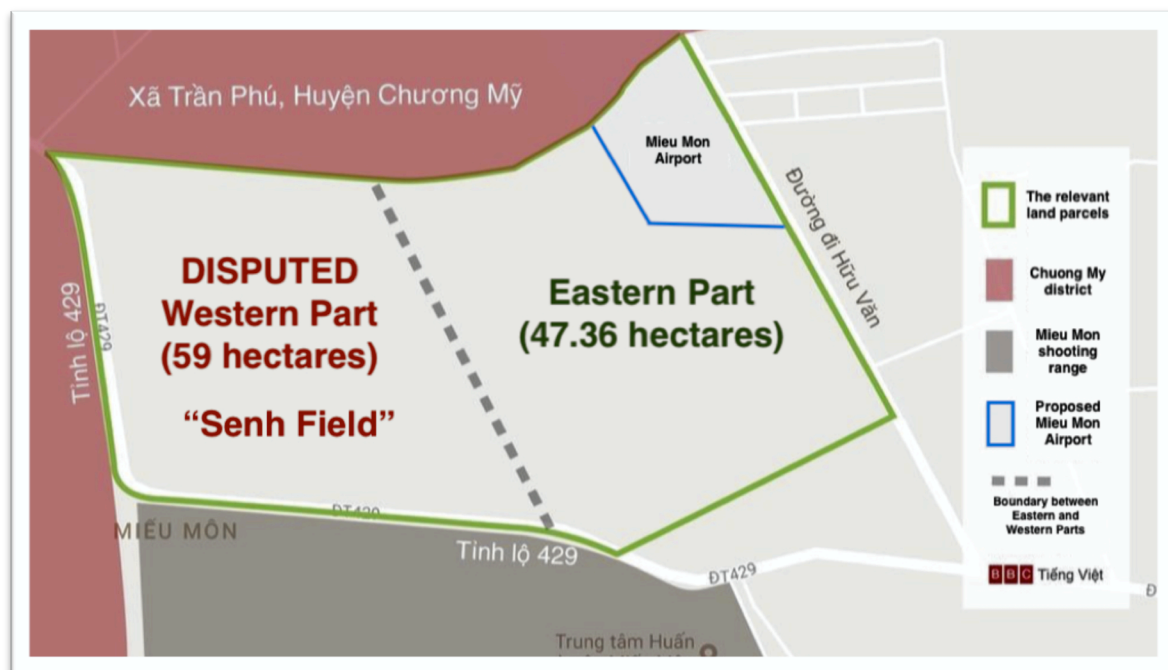 Xã Trần Phú, Huyện Chương Mỹ
Mieu Mon
Airport
Đường đi Hữu Văn
DISPUTED
Western Part
(59 hectares)
“Senh Field”
Eastern Part
(47.36 hectares)
Tỉnh lộ 429
ĐT429
ĐT429
MIẾU MÔN
Tỉnh lộ 429
ĐT429
Trung tâm Huấn
The relevant
land parcels
Chuong My
district
Mieu Mon
shooting
range
Proposed
Mieu Mon
Airport
Boundary between
Eastern and
Western Parts
BBC Tiếng Việt